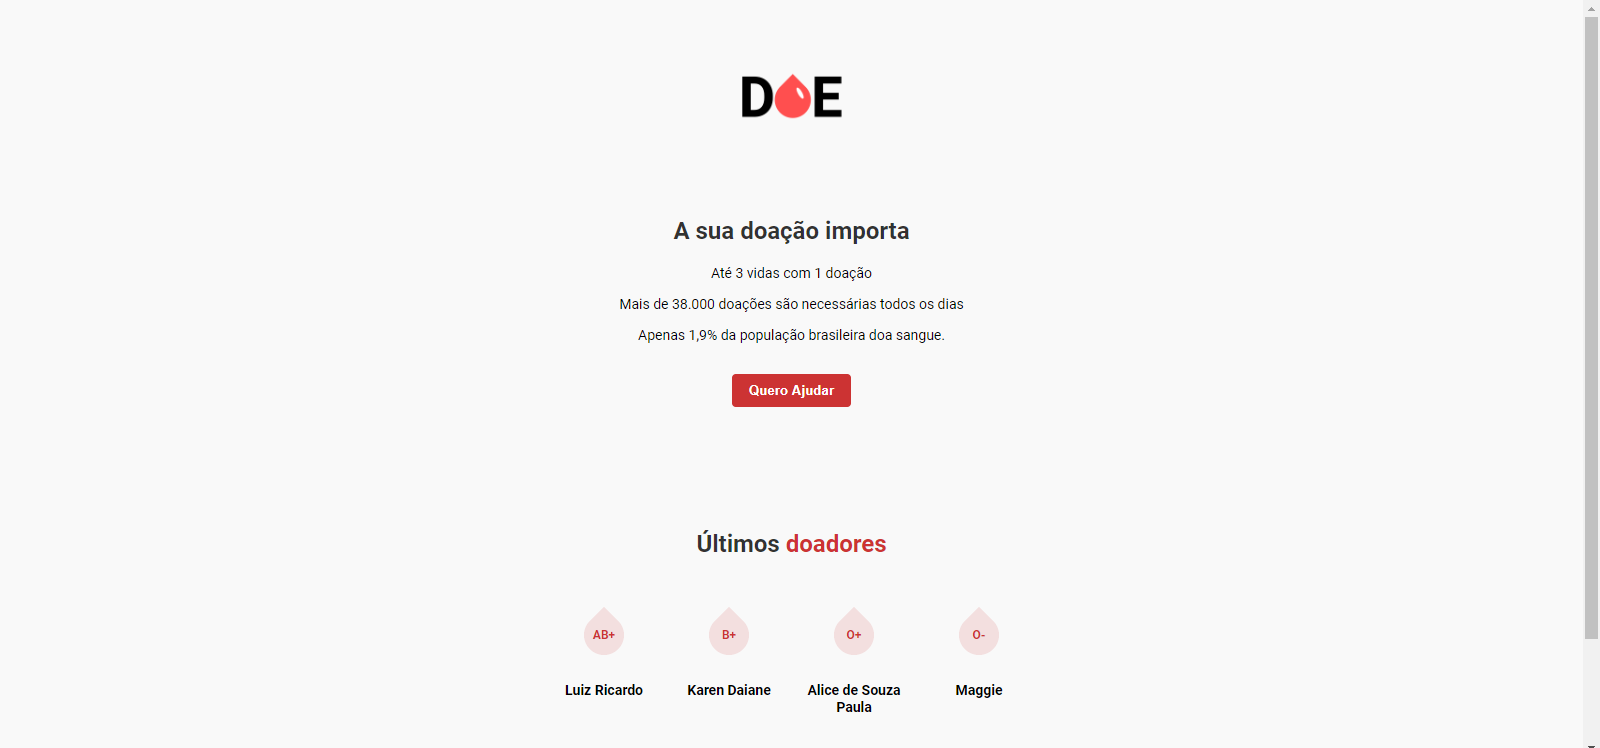 DOE
A sua doação importa
Até 3 vidas com 1 doação
Mais de 38.000 doações são necessárias todos os dias
Apenas 1,9% da população brasileira doa sangue.
Quero Ajudar
Últimos doadores
AB+
B+
O+
O-
Luiz Ricardo
Karen Daiane
Alice de Souza
Paula
Maggie